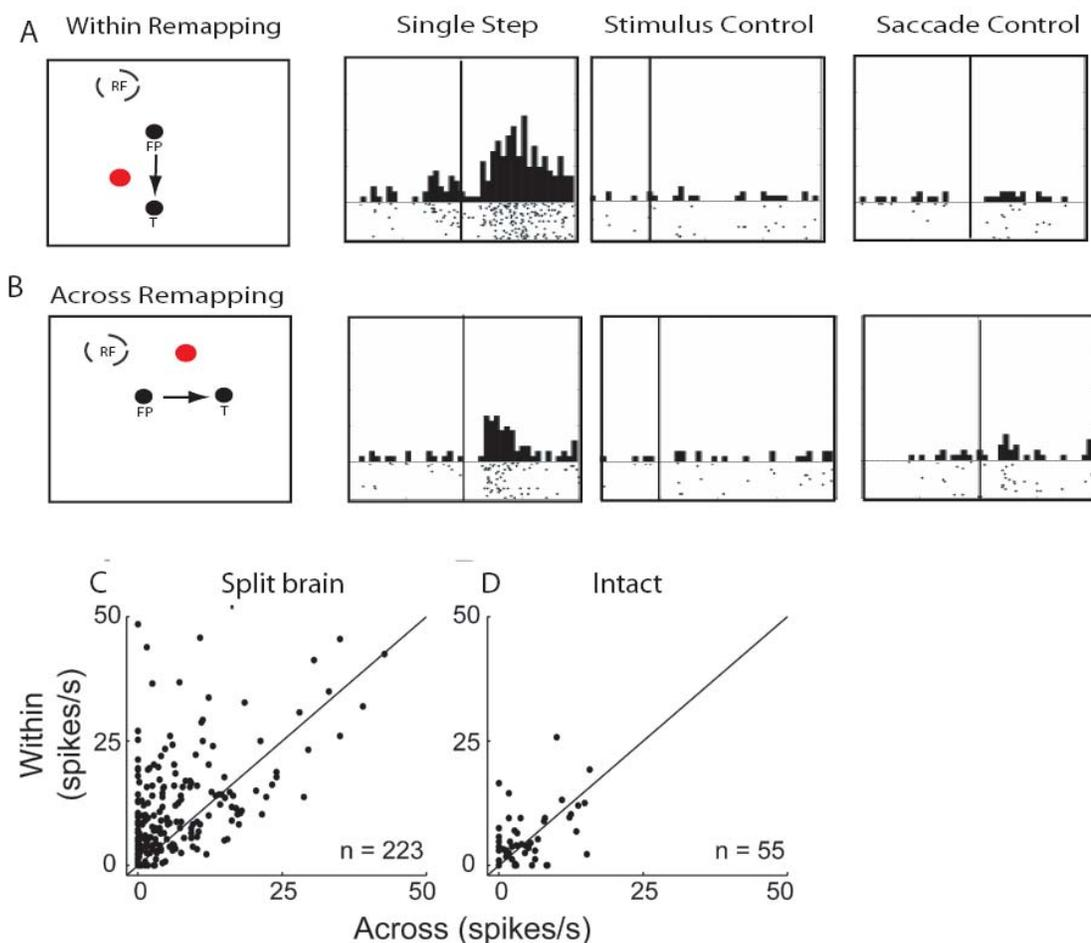 A Within Remapping Single Step Stimulus Control Saccade Control
RF
FP
T
B Across Remapping
RF
FP T
C Split brain D Intact
50 50
Within
(spikes/s)
25 25
n = 223 n = 55
0 0
0 25 50 0 25 50
Across (spikes/s)